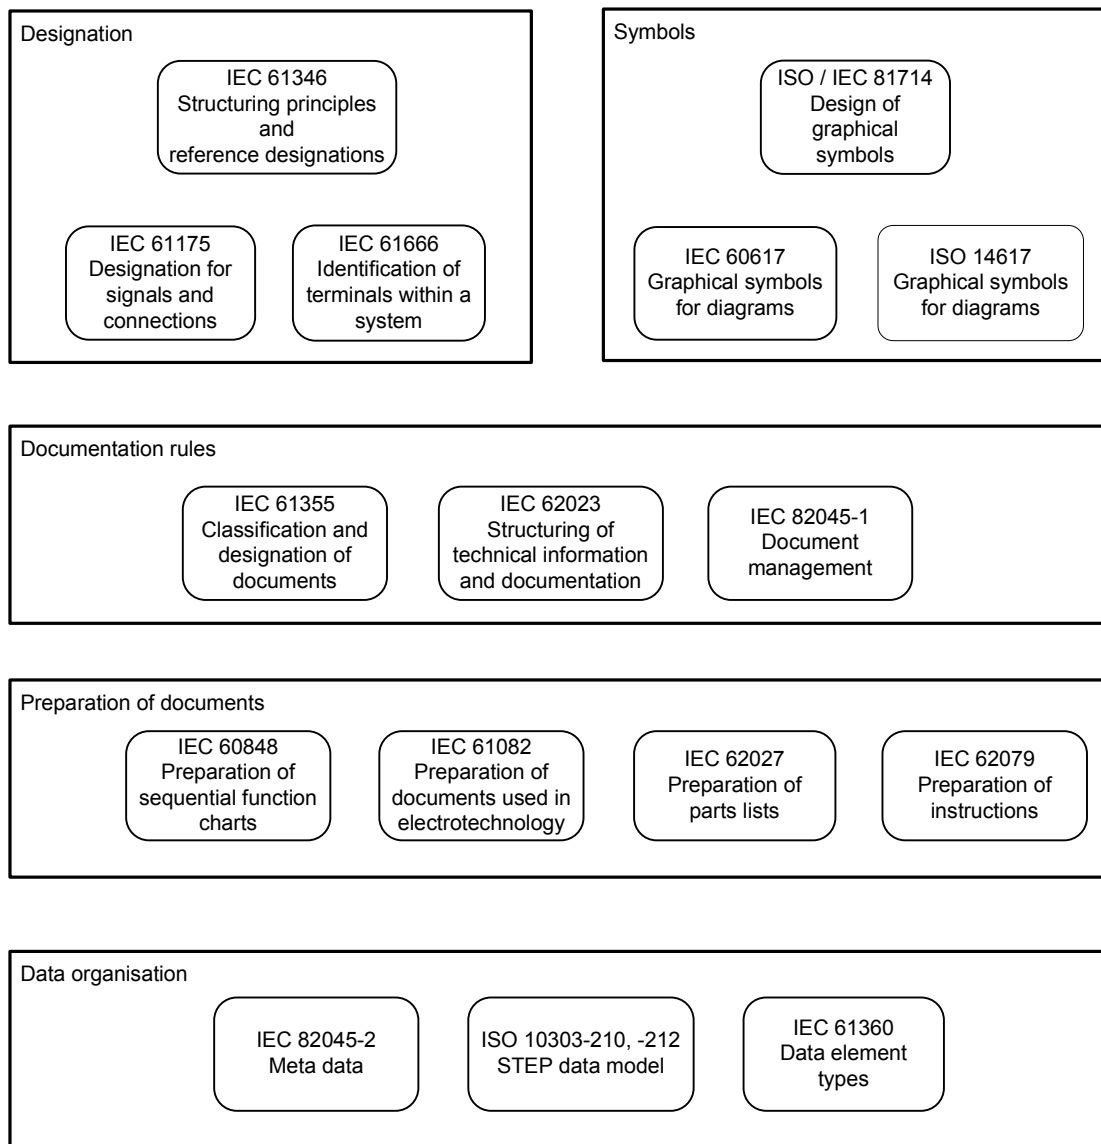 Designation
IEC 61346
Structuring principles
and
reference designations
IEC 61175
Designation for
signals and
connections
IEC 61666
Identification of
terminals within a
system
Symbols
ISO / IEC 81714
Design of
graphical
symbols
IEC 60617
Graphical symbols
for diagrams
ISO 14617
Graphical symbols
for diagrams
Documentation rules
IEC 61355
Classification and
designation of
documents
IEC 62023
Structuring of
technical information
and documentation
IEC 82045-1
Document
management
Preparation of documents
IEC 60848
Preparation of
sequential function
charts
IEC 61082
Preparation of
documents used in
electrotechnology
IEC 62027
Preparation of
parts lists
IEC 62079
Preparation of
instructions
Data organisation
IEC 82045-2
Meta data
ISO 10303-210, -212
STEP data model
IEC 61360
Data element
types